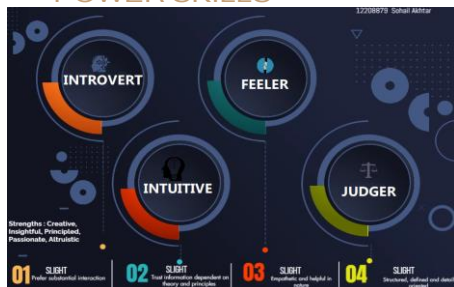 POWER SKILLS
12208879 Sohail Akhtar
INTROVERT
FEELER
INTUITIVE
JUDGER
Strengths : Creative,
Insightful, Principled,
Passionate, Altruistic
01 SLIGHT
Prefer substantial interaction
02 SLIGHT
Trust information dependent on
theory and principles
03 SLIGHT
Empathetic and helpful in
nature
04 SLIGHT
Structured, defined and detail
oriented